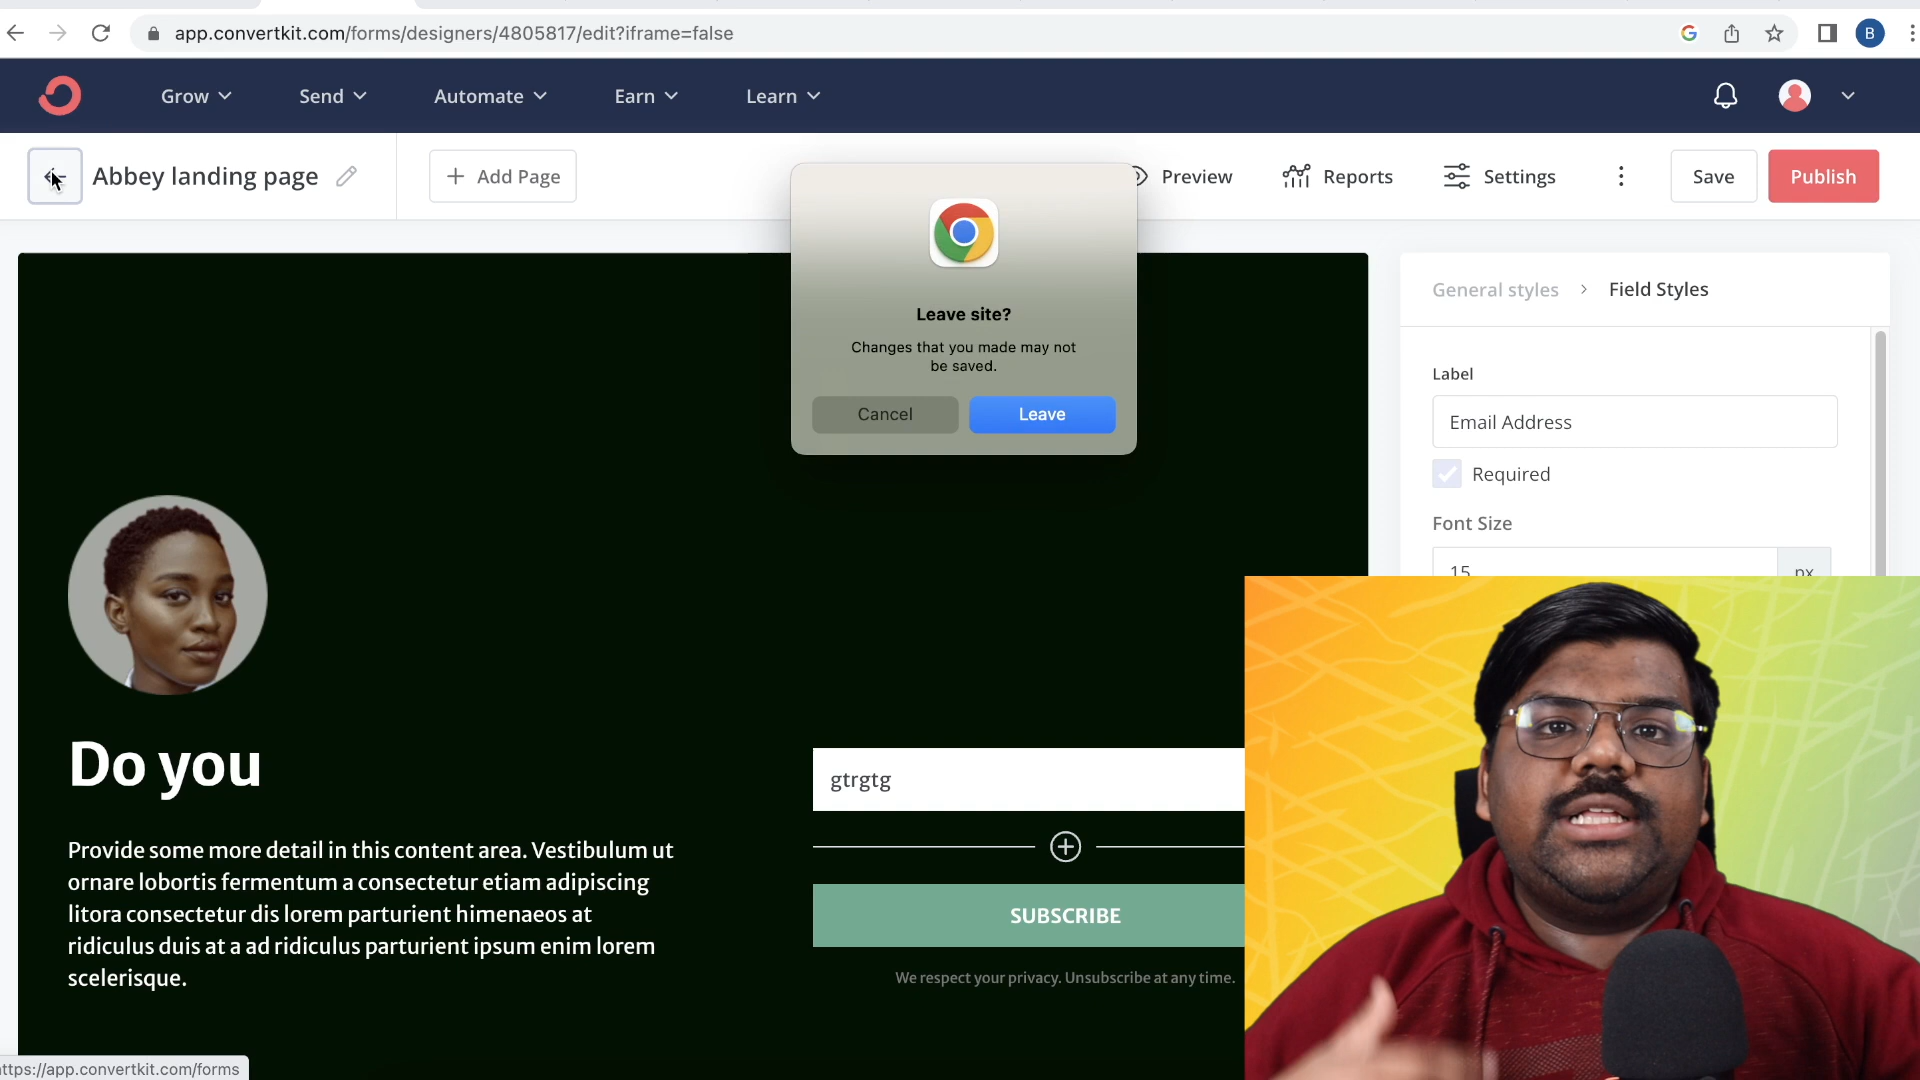 app.convertkit.com/forms/designers/4805817/edit?iframe=false
B
Grow
Send
Automate
Earn
Learn
Abbey landing page
+ Add Page
Preview
Reports
Settings
Save
Publish
Leave site?
Changes that you made may not
be saved.
Cancel
Leave
General styles > Field Styles
Label
Email Address
Required
Font Size
15
px
Do you
Provide some more detail in this content area. Vestibulum ut
ornare lobortis fermentum a consectetur etiam adipiscing
litora consectetur dis lorem parturient himenaeos at
ridiculus duis at a ad ridiculus parturient ipsum enim lorem
scelerisque.
gtrgtg
SUBSCRIBE
We respect your privacy. Unsubscribe at any time.
ttps://app.convertkit.com/forms